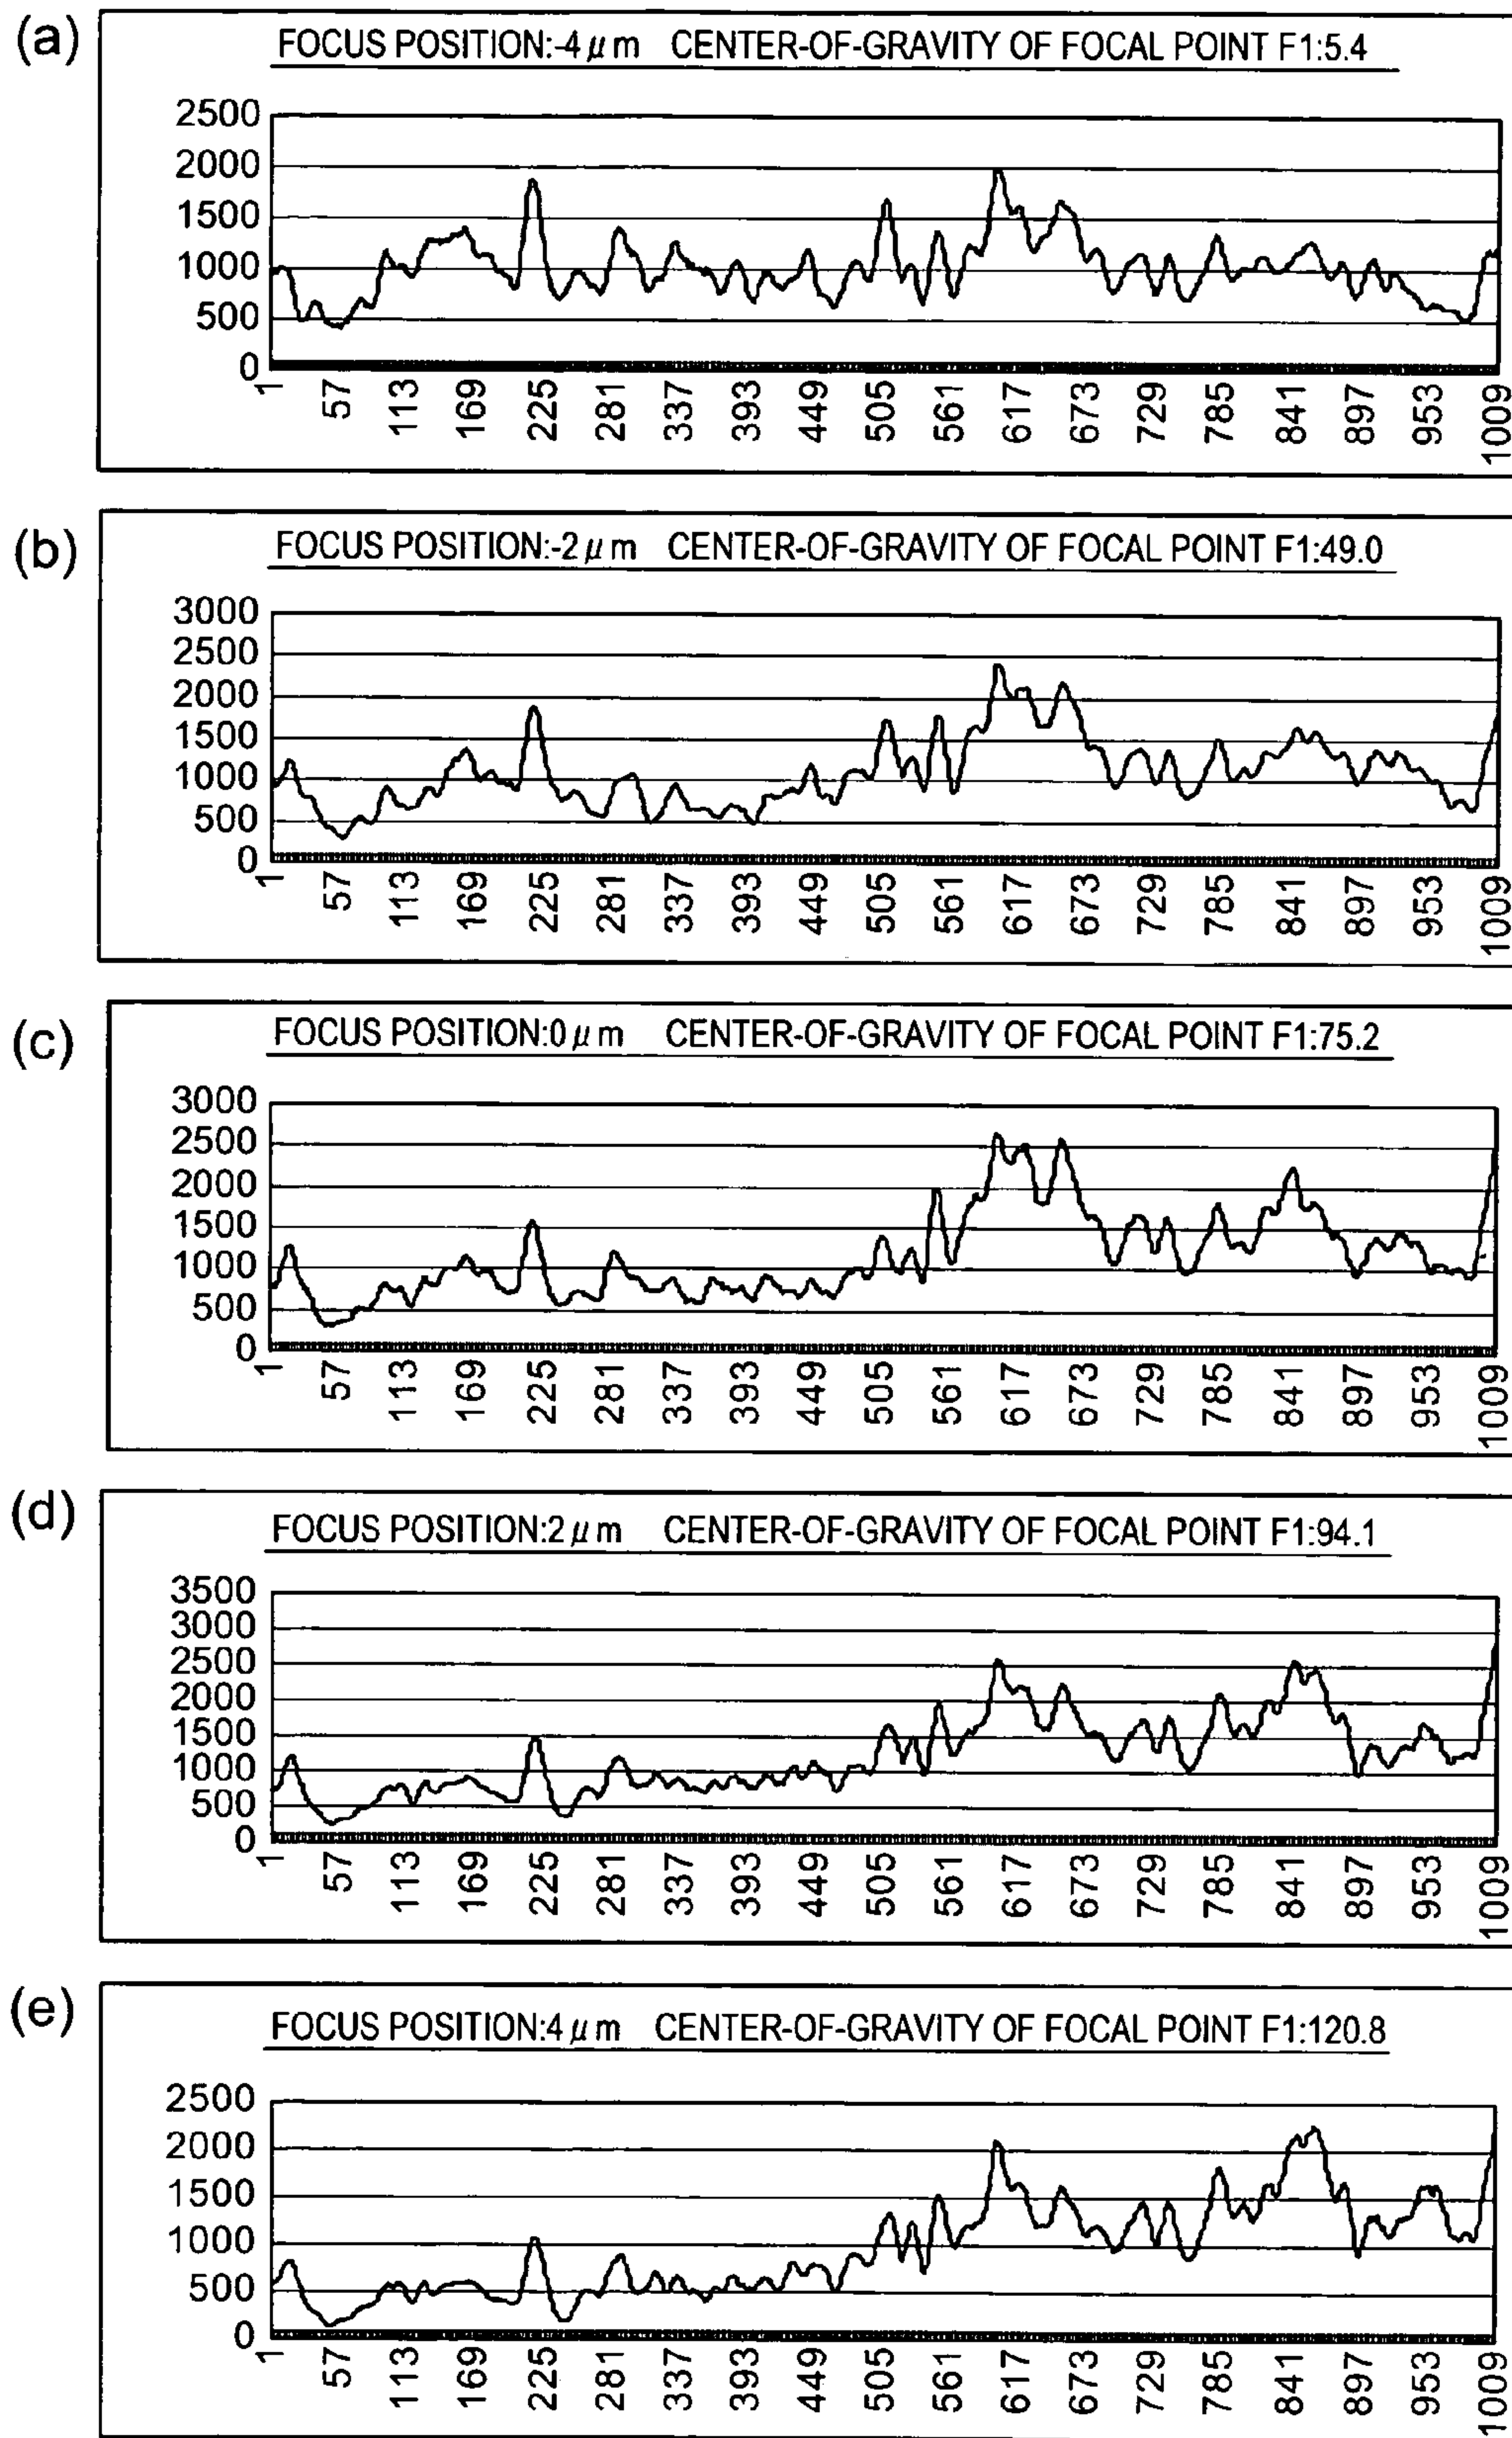 (a)
FOCUS POSITION:-4μm CENTER-OF-GRAVITY OF FOCAL POINT F1:5.4
2500
2000
1500
1000
500
0
1 57 113 169 225 281 337 393 449 505 561 617 673 729 785 841 897 953 1009
(b)
FOCUS POSITION:-2μm CENTER-OF-GRAVITY OF FOCAL POINT F1:49.0
3000
2500
2000
1500
1000
500
0
1 57 113 169 225 281 337 393 449 505 561 617 673 729 785 841 897 953 1009
(c)
FOCUS POSITION:0μm CENTER-OF-GRAVITY OF FOCAL POINT F1:75.2
3000
2500
2000
1500
1000
500
0
1 57 113 169 225 281 337 393 449 505 561 617 673 729 785 841 897 953 1009
(d)
FOCUS POSITION:2μm CENTER-OF-GRAVITY OF FOCAL POINT F1:94.1
3500
3000
2500
2000
1500
1000
500
0
1 57 113 169 225 281 337 393 449 505 561 617 673 729 785 841 897 953 1009
(e)
FOCUS POSITION:4μm CENTER-OF-GRAVITY OF FOCAL POINT F1:120.8
2500
2000
1500
1000
500
0
1 57 113 169 225 281 337 393 449 505 561 617 673 729 785 841 897 953 1009